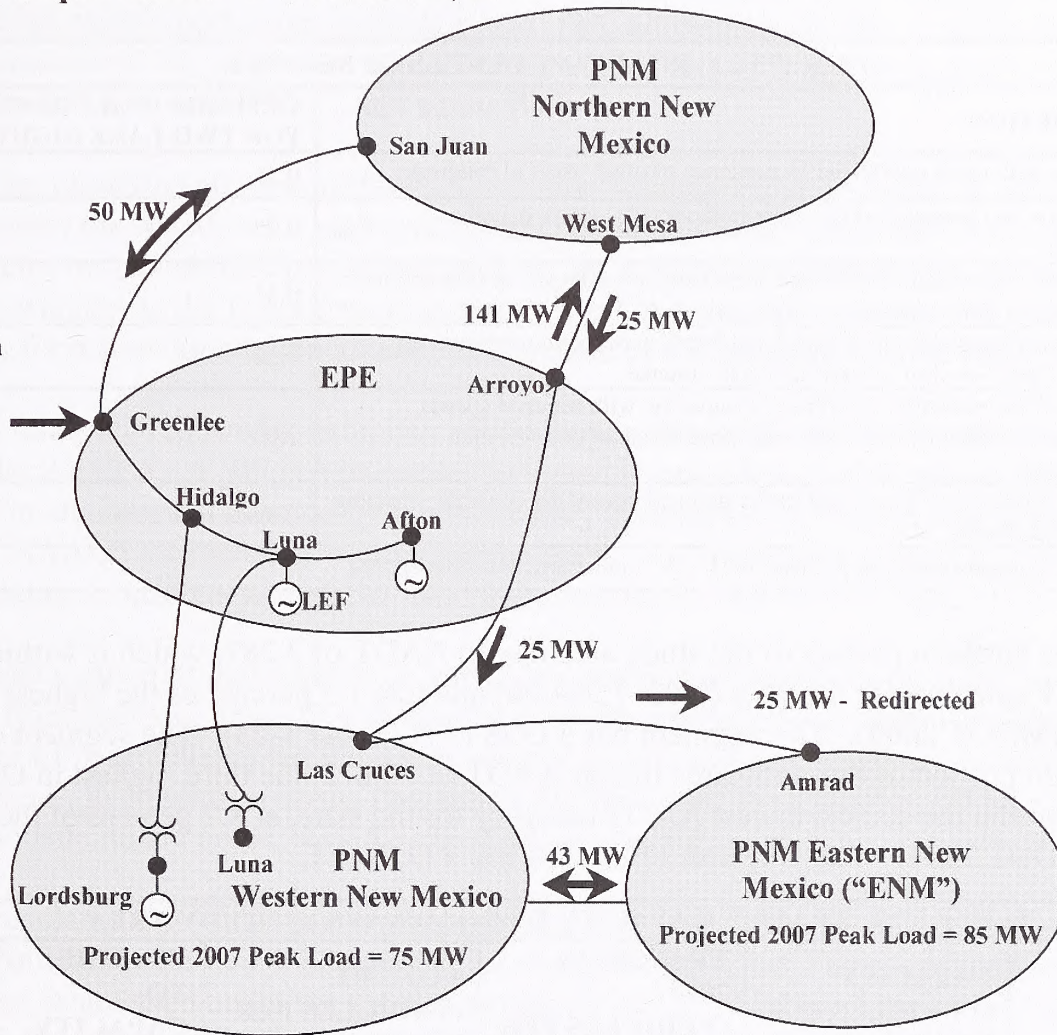 PNM
Northern New
Mexico
San Juan
50 MW
West Mesa
141 MW
25 MW
EPE
Arroyo
Greenlee
Hidalgo
Luna
Afton
~
~
LEF
25 MW
25 MW - Redirected
Las Cruces
Amrad
Luna
Lordsburg
~
PNM
Western New Mexico
Projected 2007 Peak Load = 75 MW
43 MW
PNM Eastern New
Mexico ("ENM")
Projected 2007 Peak Load = 85 MW